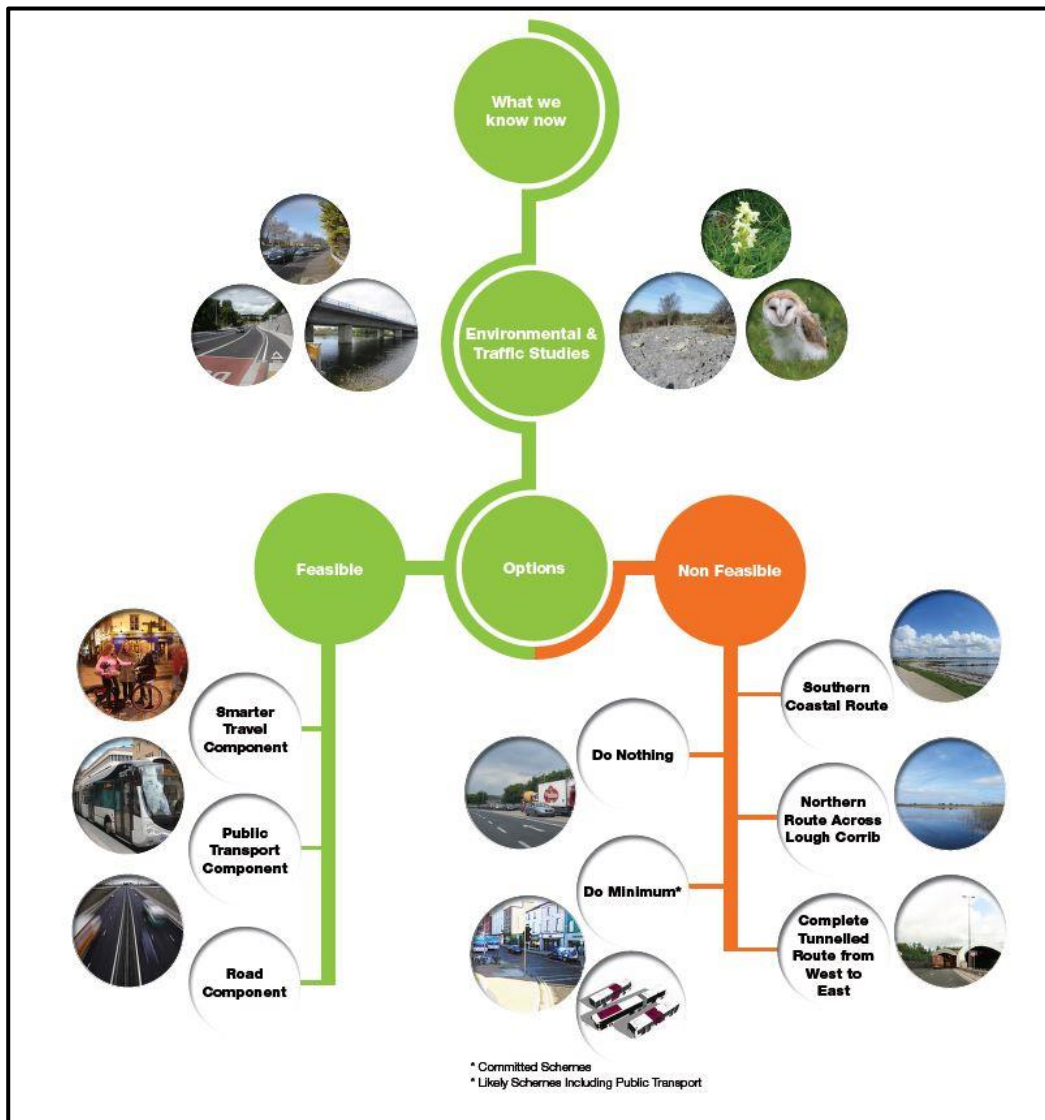 What we
know now
Environmental &
Traffic Studies
Feasible
Options
Non Feasible
Smarter
Travel
Component
Public
Transport
Component
Road
Component
Do Nothing
Do Minimum*
Southern
Coastal Route
Northern
Route Across
Lough Corrib
Complete
Tunnelled
Route from
West to
East
* Committed Schemes
* Likely Schemes Including Public Transport